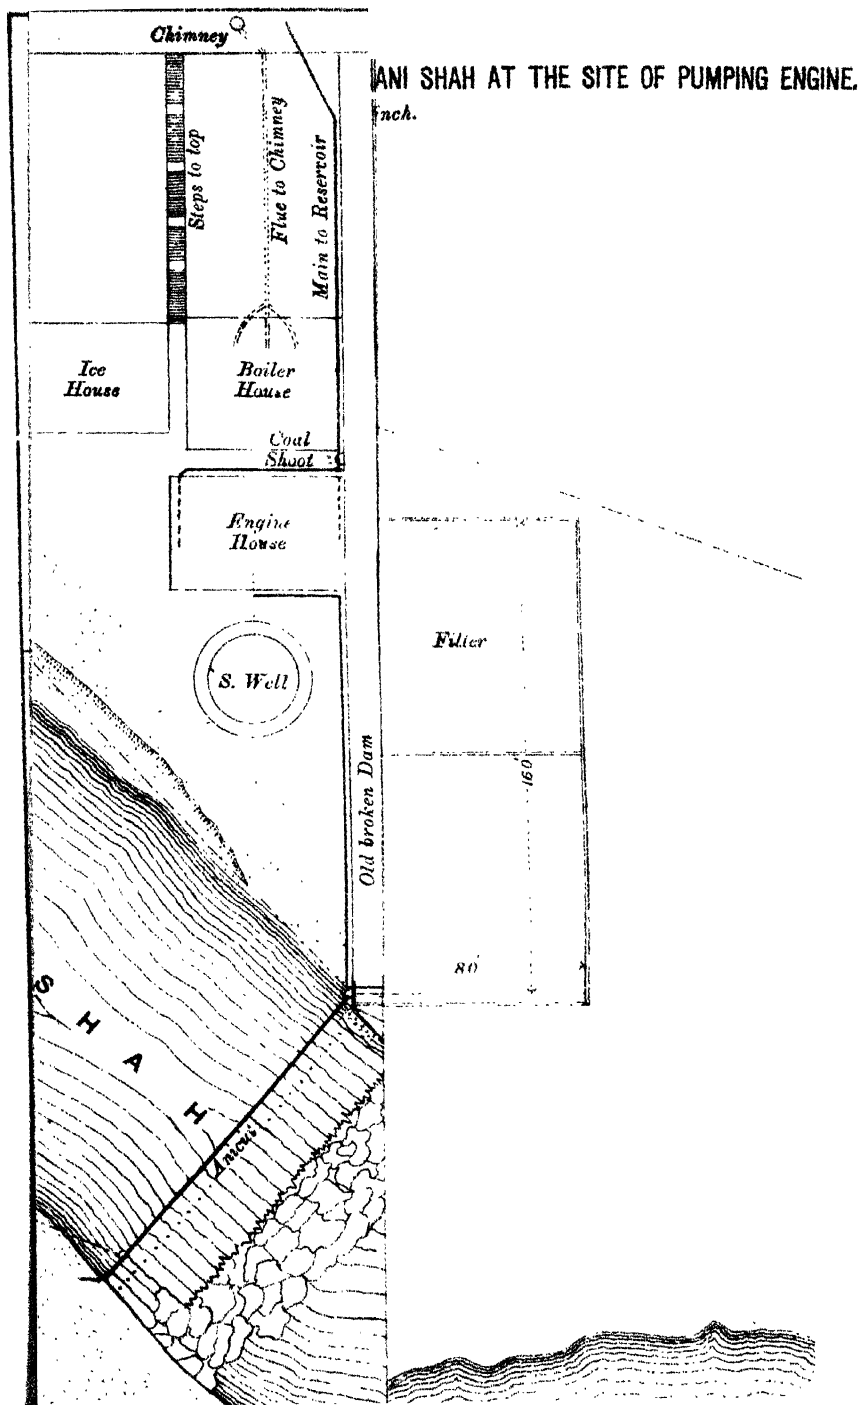 Chimney
ANI SHAH AT THE SITE OF PUMPING ENGINE.
nch.
Steps to top
Flue to Chimney
Main to Reservoir
Ice
House
Boiler
House
Coal
Shoot
Engine
House
Filter
S. Well
160'
Old broken Dam
80'
SHAH
Anicut